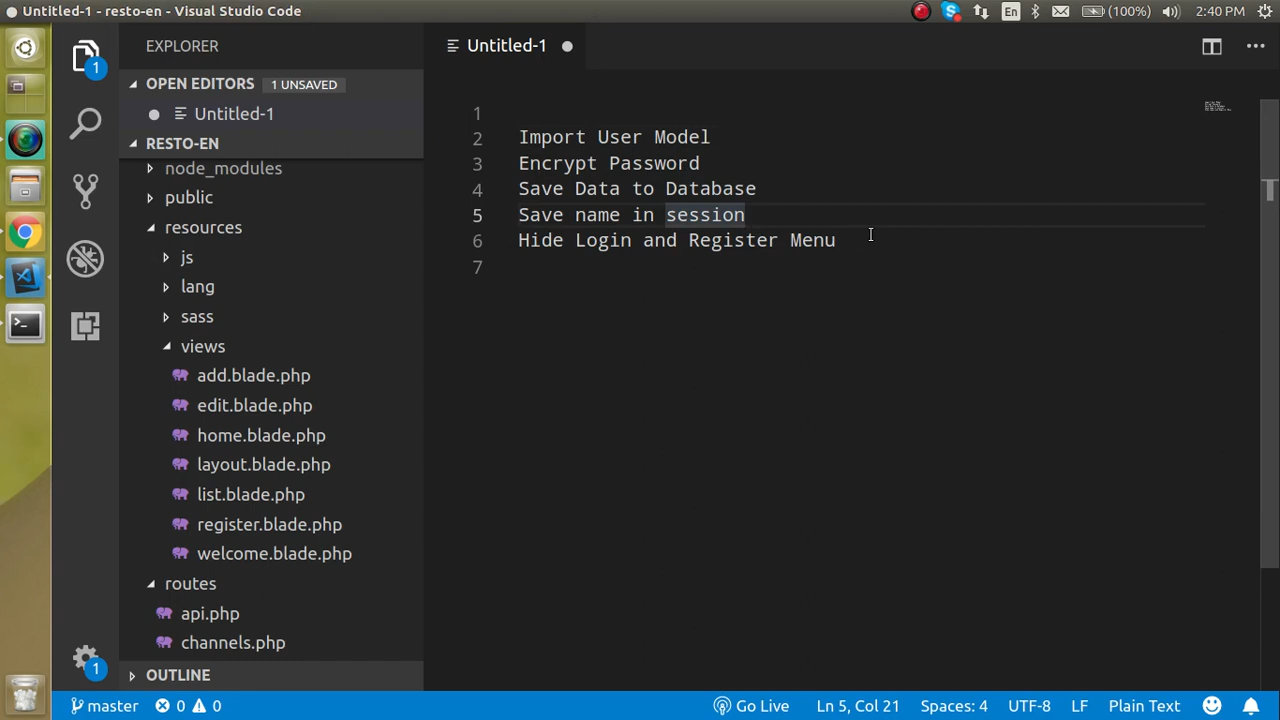 Untitled-1 - resto-en - Visual Studio Code
En
(100%)
2:40 PM
1
EXPLORER
OPEN EDITORS 1 UNSAVED
Untitled-1
RESTO-EN
node_modules
public
resources
js
lang
sass
views
add.blade.php
edit.blade.php
home.blade.php
layout.blade.php
list.blade.php
register.blade.php
welcome.blade.php
routes
api.php
channels.php
OUTLINE
1
Untitled-1
1
2 Import User Model
3 Encrypt Password
4 Save Data to Database
5 Save name in session
6 Hide Login and Register Menu
7
master 0 0
Go Live Ln 5, Col 21 Spaces: 4 UTF-8 LF Plain Text